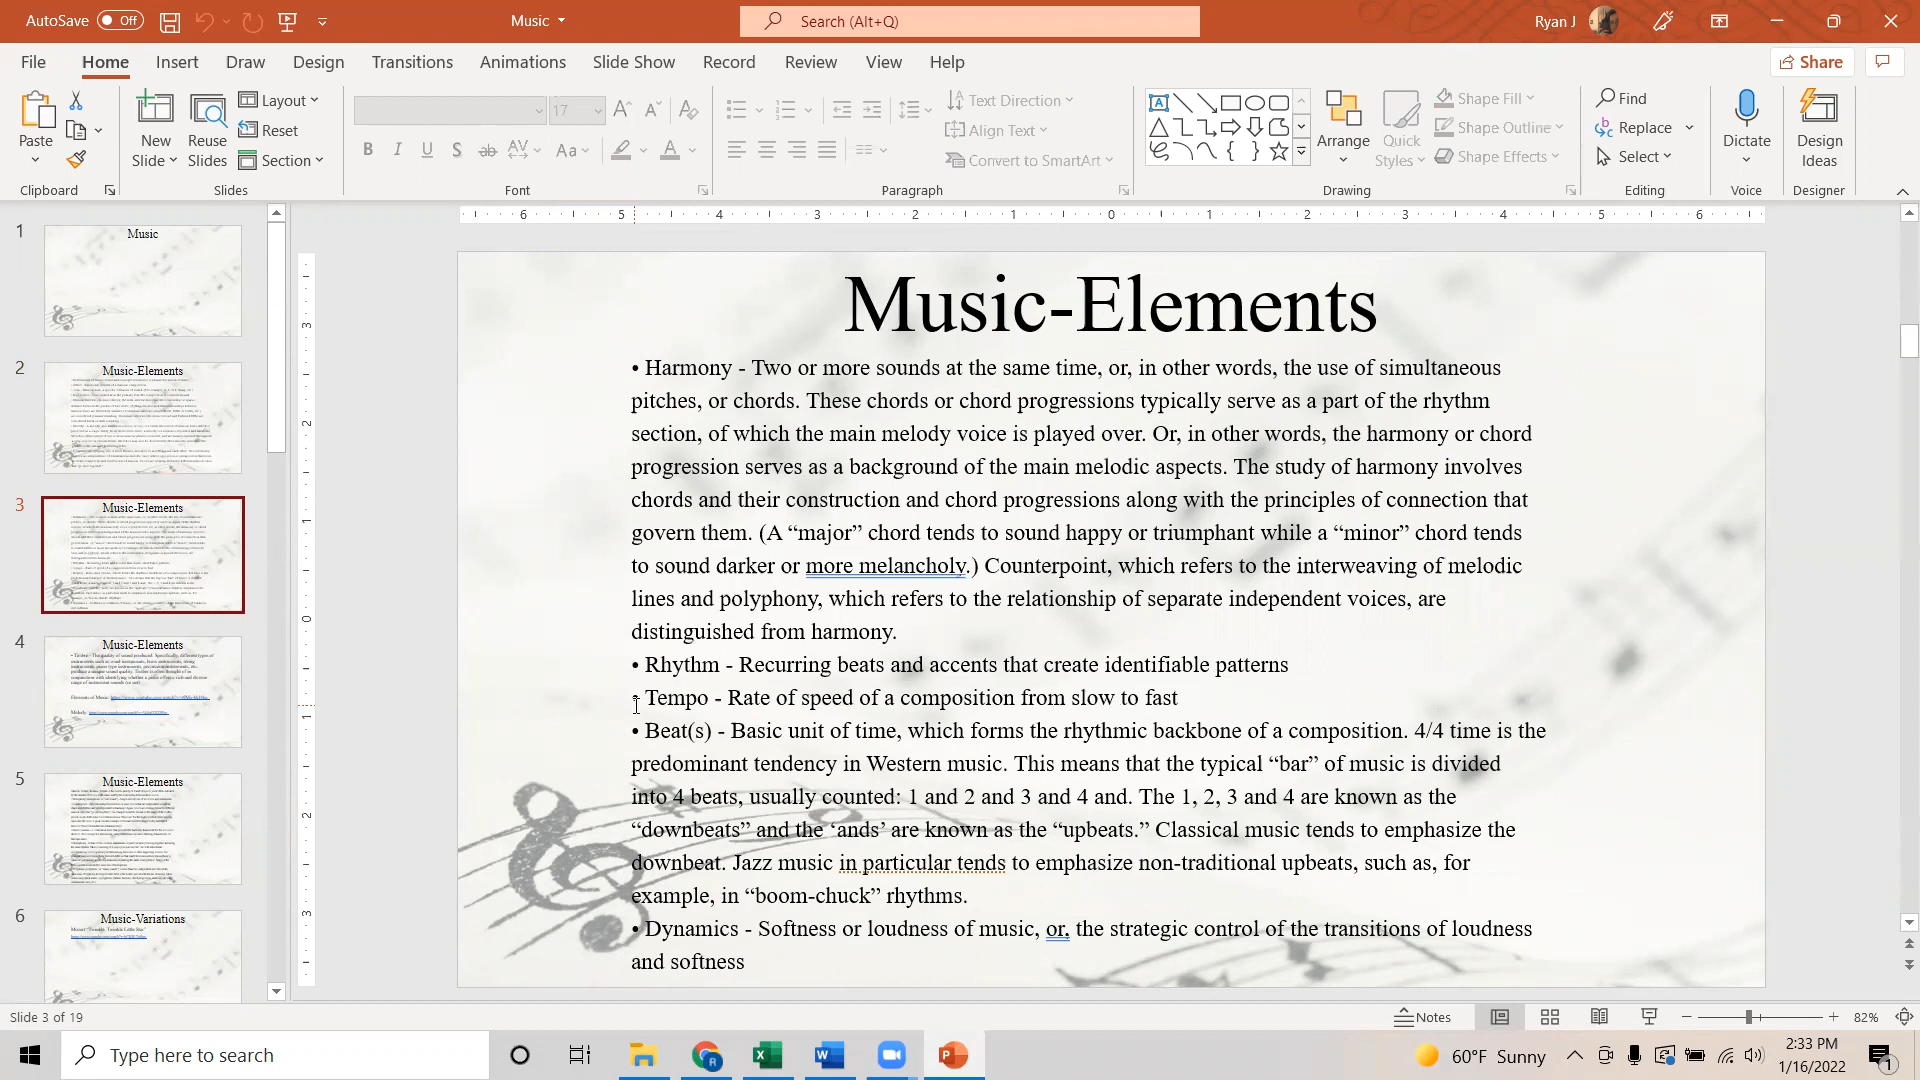 AutoSave Off Music Search (Alt+Q) Ryan J
File Home Insert Draw Design Transitions Animations Slide Show Record Review View Help Share
Paste New Slide Reuse Slides Layout Reset Section 17 Text Direction Align Text Convert to SmartArt Arrange Quick Styles Shape Fill Shape Outline Shape Effects Find Replace Select Dictate Design Ideas
Clipboard Slides Font Paragraph Drawing Editing Voice Designer
1
Music
2
Music-Elements
3
Music-Elements
4
Music-Elements
5
Music-Elements
6
Music-Variations
Music-Elements
• Harmony - Two or more sounds at the same time, or, in other words, the use of simultaneous
pitches, or chords. These chords or chord progressions typically serve as a part of the rhythm
section, of which the main melody voice is played over. Or, in other words, the harmony or chord
progression serves as a background of the main melodic aspects. The study of harmony involves
chords and their construction and chord progressions along with the principles of connection that
govern them. (A “major” chord tends to sound happy or triumphant while a “minor” chord tends
to sound darker or more melancholy.) Counterpoint, which refers to the interweaving of melodic
lines and polyphony, which refers to the relationship of separate independent voices, are
distinguished from harmony.
• Rhythm - Recurring beats and accents that create identifiable patterns
• Tempo - Rate of speed of a composition from slow to fast
• Beat(s) - Basic unit of time, which forms the rhythmic backbone of a composition. 4/4 time is the
predominant tendency in Western music. This means that the typical “bar” of music is divided
into 4 beats, usually counted: 1 and 2 and 3 and 4 and. The 1, 2, 3 and 4 are known as the
“downbeats” and the ‘ands’ are known as the “upbeats.” Classical music tends to emphasize the
downbeat. Jazz music in particular tends to emphasize non-traditional upbeats, such as, for
example, in “boom-chuck” rhythms.
• Dynamics - Softness or loudness of music, or, the strategic control of the transitions of loudness
and softness
Slide 3 of 19 Notes 82%
Type here to search 60°F Sunny 2:33 PM
1/16/2022 1